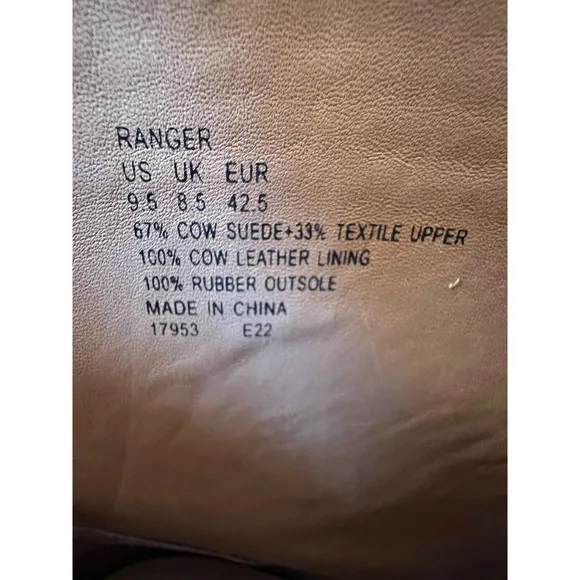 RANGER
US UK EUR
9.5 8.5 42.5
67% COW SUEDE+33% TEXTILE UPPER
100% COW LEATHER LINING
100% RUBBER OUTSOLE
MADE IN CHINA
17953 E22